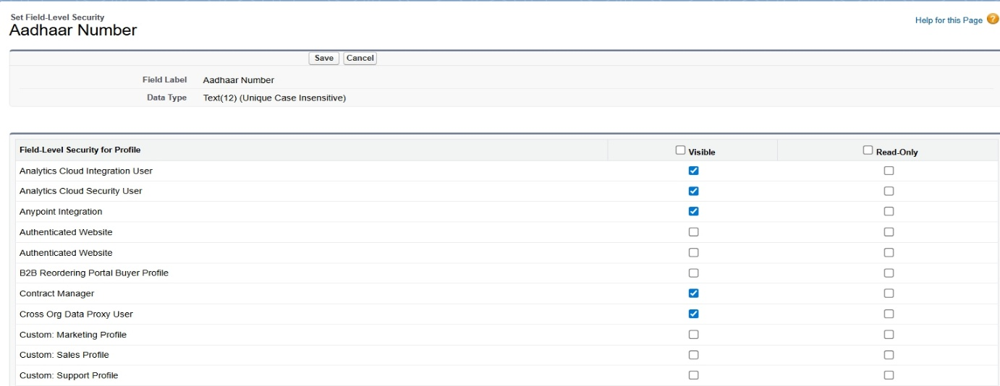 Set Field-Level Security
Aadhaar Number
Help for this Page ?
Save Cancel
Field Label Aadhaar Number
Data Type Text(12) (Unique Case Insensitive)
Field-Level Security for Profile Visible Read-Only
Analytics Cloud Integration User
Analytics Cloud Security User
Anypoint Integration
Authenticated Website
Authenticated Website
B2B Reordering Portal Buyer Profile
Contract Manager
Cross Org Data Proxy User
Custom: Marketing Profile
Custom: Sales Profile
Custom: Support Profile